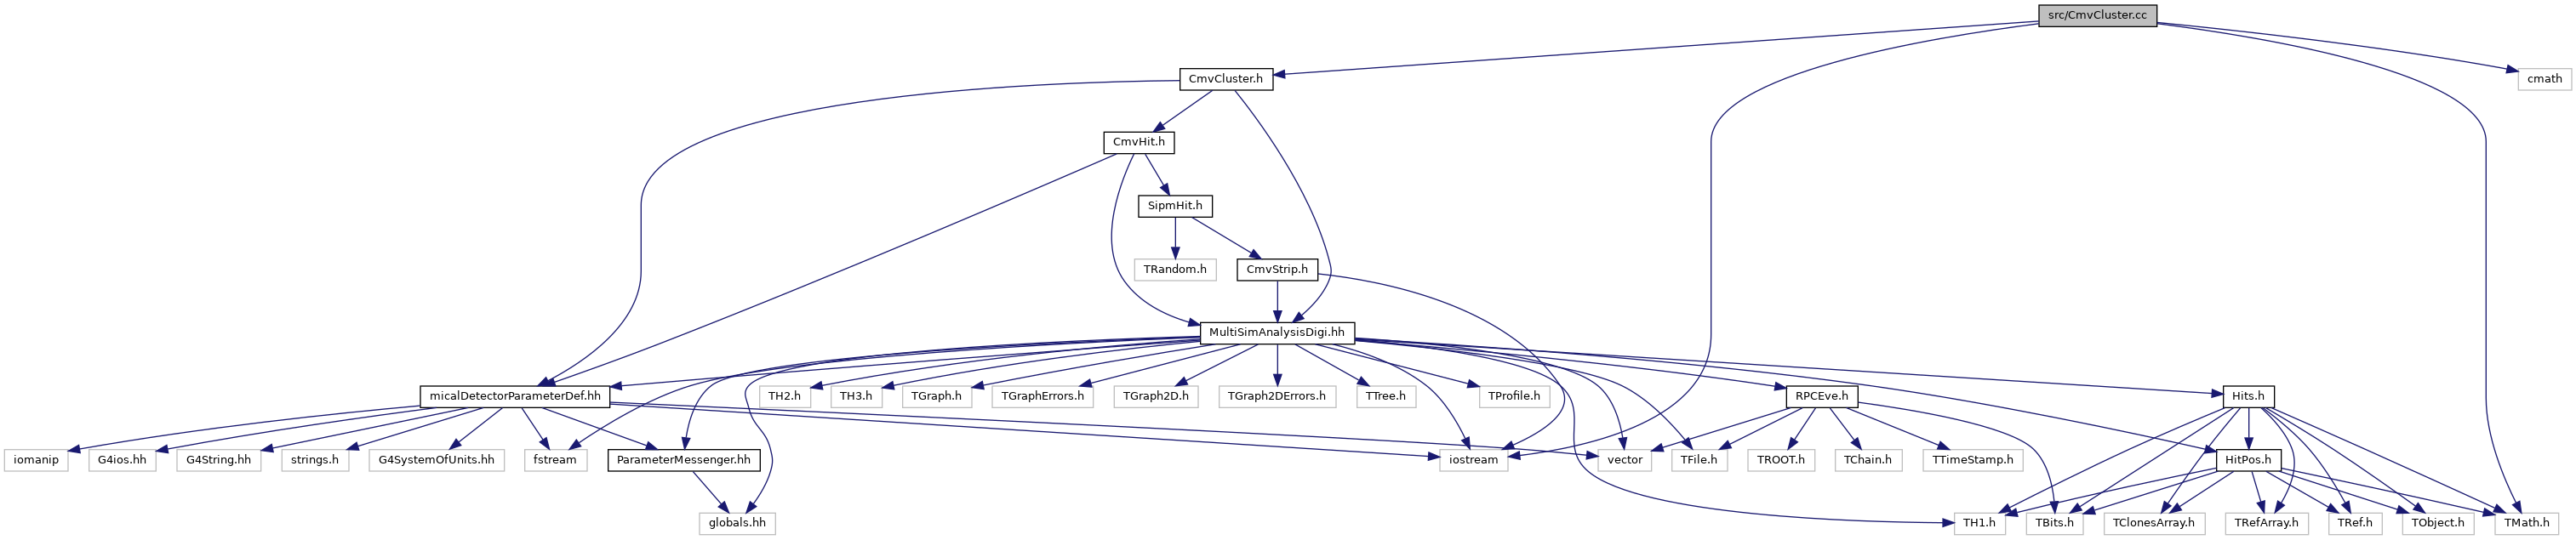 src/CmvCluster.cc
CmvCluster.h
cmath
CmvHit.h
SipmHit.h
TRandom.h
CmvStrip.h
MultiSimAnalysisDigi.hh
micalDetectorParameterDef.hh
TH2.h
TH3.h
TGraph.h
TGraphErrors.h
TGraph2D.h
TGraph2DErrors.h
TTree.h
TProfile.h
RPCEve.h
Hits.h
iomanip
G4ios.hh
G4String.hh
strings.h
G4SystemOfUnits.hh
fstream
ParameterMessenger.hh
iostream
vector
TFile.h
TROOT.h
TChain.h
TTimeStamp.h
HitPos.h
globals.hh
TH1.h
TBits.h
TClonesArray.h
TRefArray.h
TRef.h
TObject.h
TMath.h